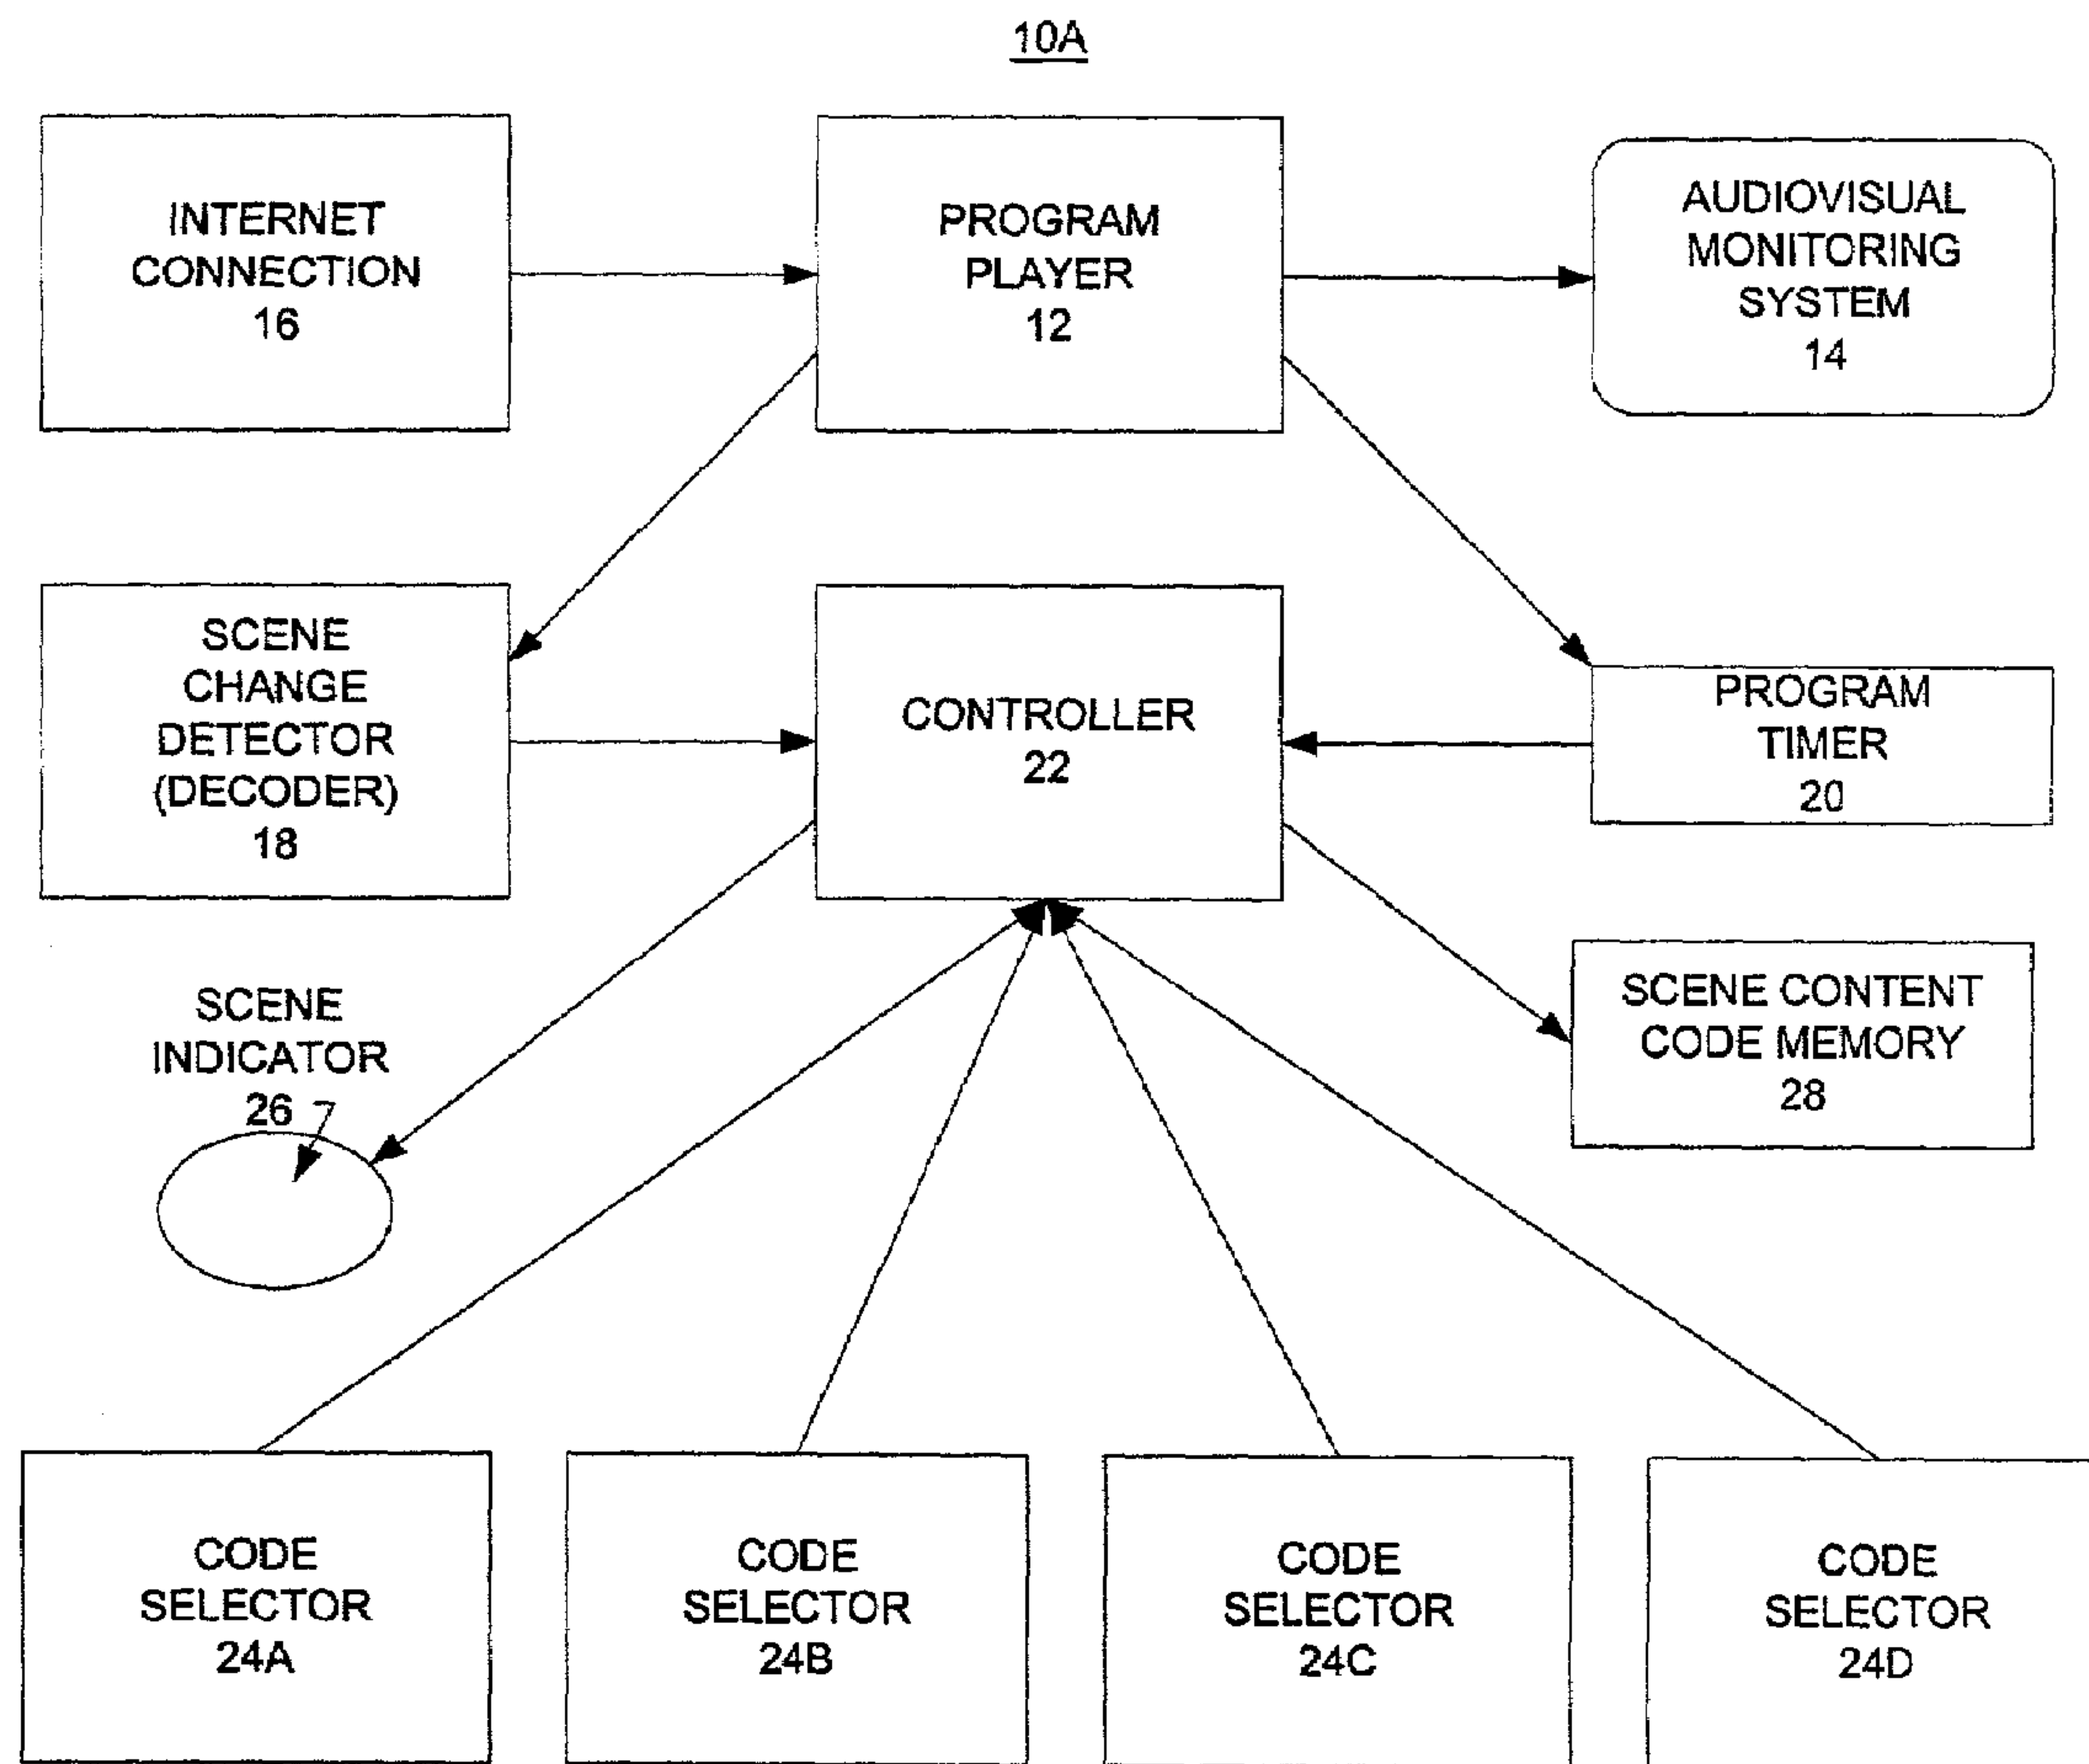 10A
INTERNET
CONNECTION
16
PROGRAM
PLAYER
12
AUDIOVISUAL
MONITORING
SYSTEM
14
SCENE
CHANGE
DETECTOR
(DECODER)
18
CONTROLLER
22
PROGRAM
TIMER
20
SCENE
INDICATOR
26
SCENE CONTENT
CODE MEMORY
28
CODE
SELECTOR
24A
CODE
SELECTOR
24B
CODE
SELECTOR
24C
CODE
SELECTOR
24D